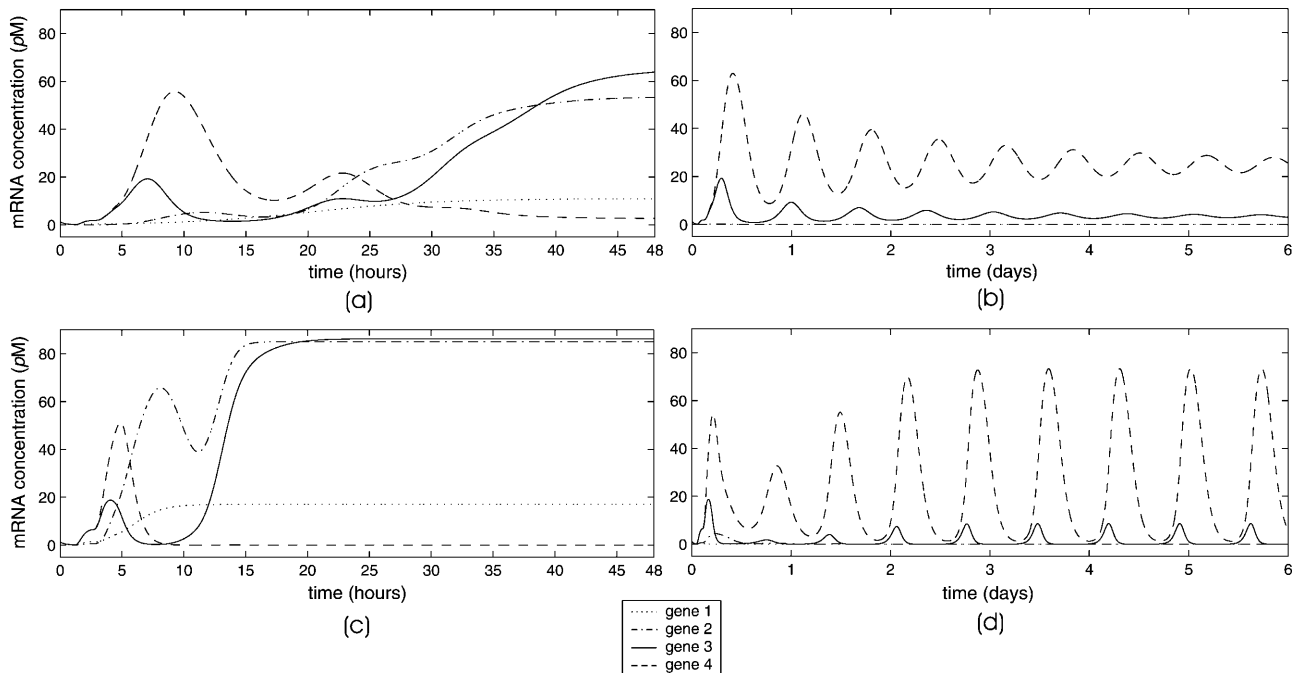 mRNA concentration (pM)
80
60
40
20
0
0 5 10 15 20 25 30 35 40 45 48
time (hours)
(a)
80
60
40
20
0
0 1 2 3 4 5 6
time (days)
(b)
mRNA concentration (pM)
80
60
40
20
0
0 5 10 15 20 25 30 35 40 45 48
time (hours)
(c)
80
60
40
20
0
0 1 2 3 4 5 6
time (days)
(d)
gene 1
gene 2
gene 3
gene 4